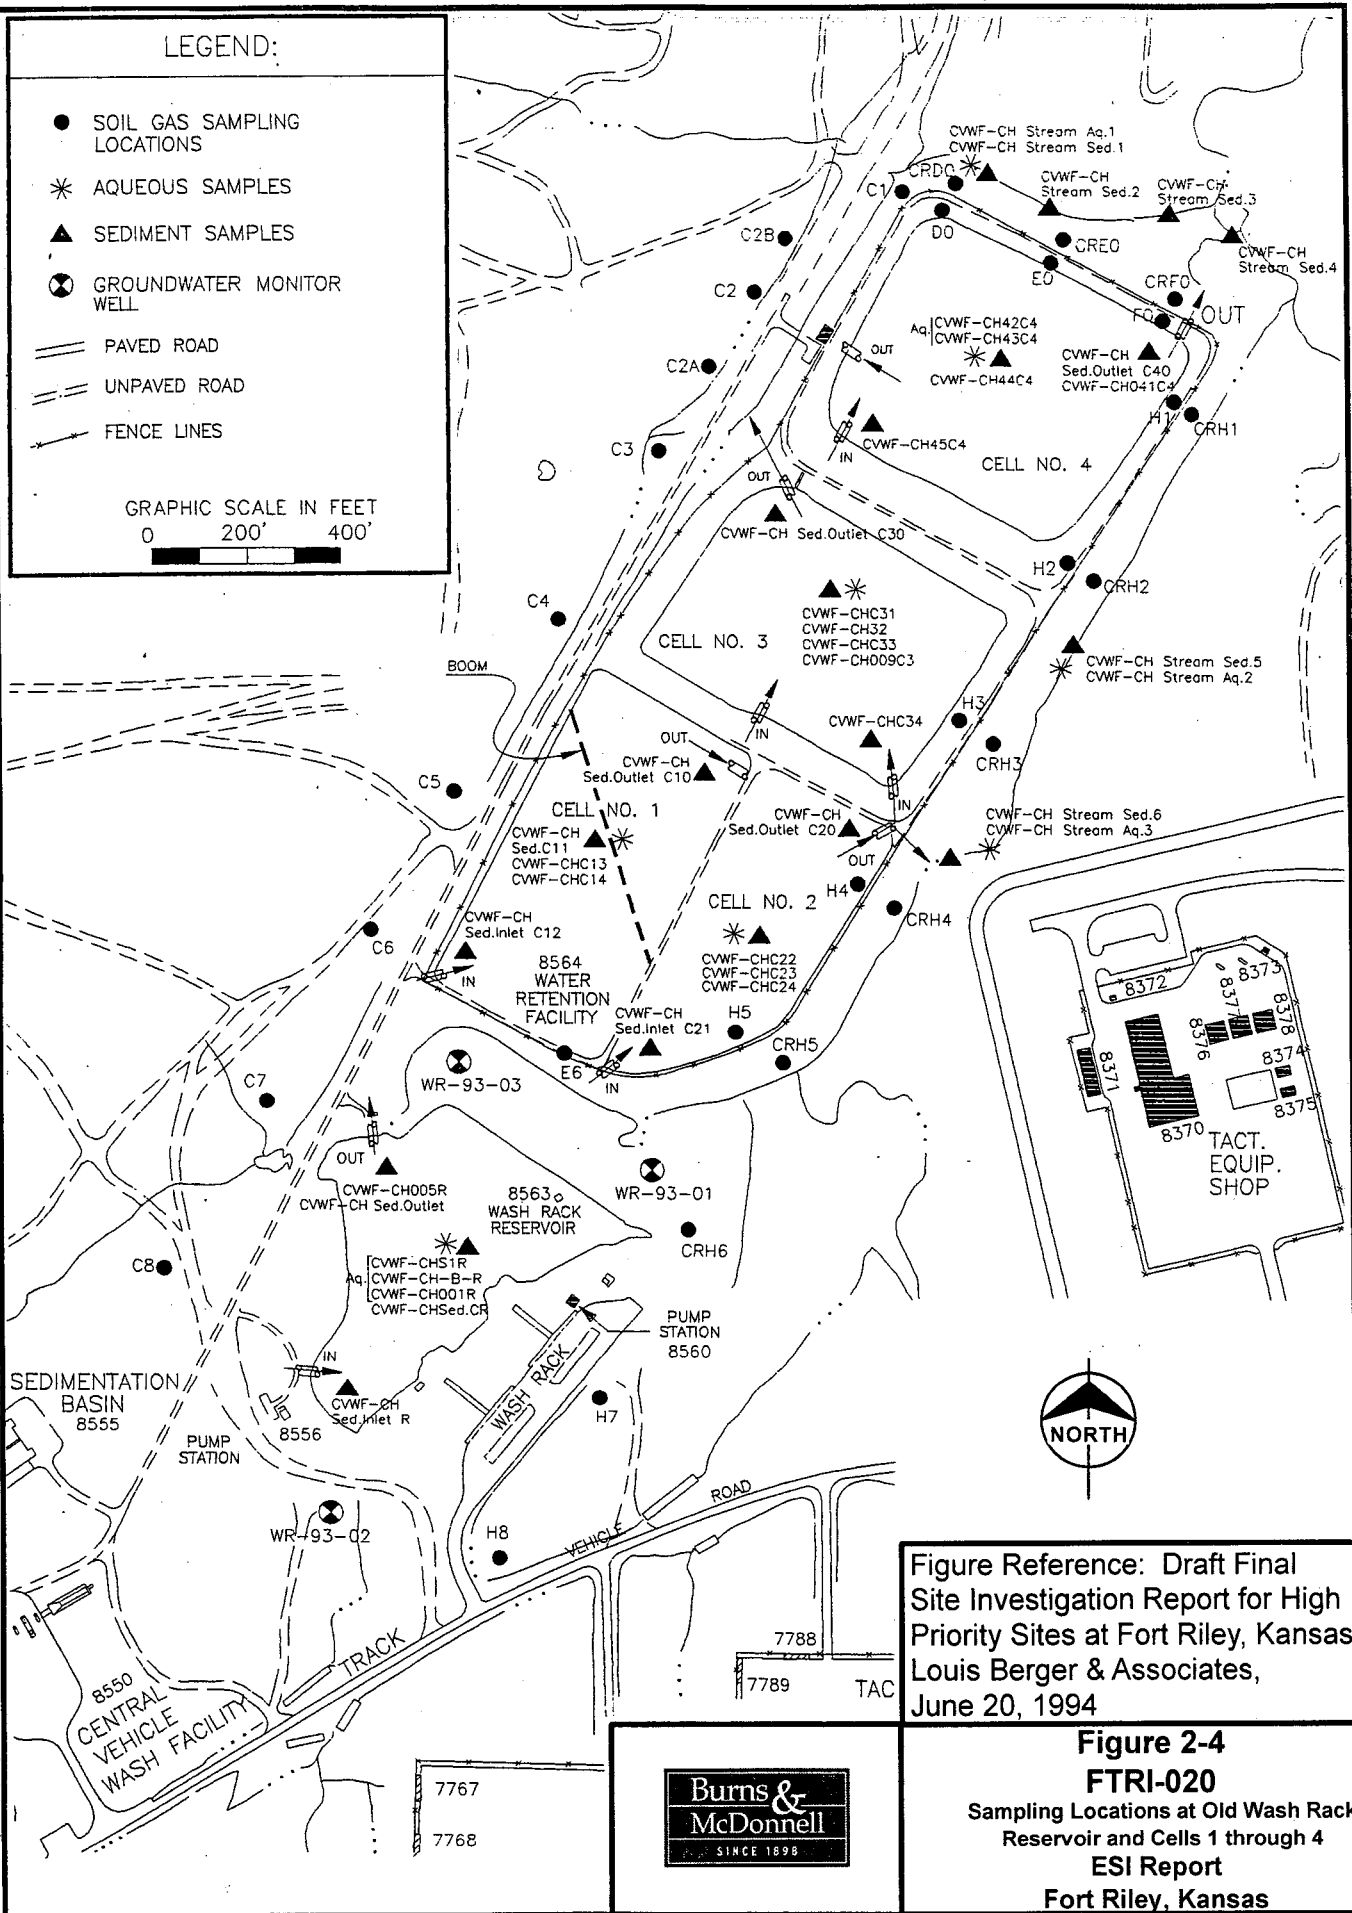 LEGEND:
SOIL GAS SAMPLING
LOCATIONS
AQUEOUS SAMPLES
SEDIMENT SAMPLES
GROUNDWATER MONITOR
WELL
PAVED ROAD
UNPAVED ROAD
FENCE LINES
GRAPHIC SCALE IN FEET
0 200' 400'
CVWF-CH Stream Aq.1
CVWF-CH Stream Sed.1
CRD0
C1
D0
CVWF-CH
Stream Sed.2
CVWF-CH
Stream Sed.3
CVWF-CH
Stream Sed.4
C2B
CRE0
E0
C2
CRF0
F0
OUT
C2A
OUT
Aq.
CVWF-CH42C4
CVWF-CH43C4
CVWF-CH44C4
CVWF-CH
Sed.Outlet C40
CVWF-CH041C4
H1
CRH1
C3
IN
CVWF-CH45C4
CELL NO. 4
OUT
CVWF-CH Sed.Outlet C30
H2
CRH2
C4
CVWF-CHC31
CVWF-CH32
CVWF-CHC33
CVWF-CH009C3
CELL NO. 3
BOOM
CVWF-CH Stream Sed.5
CVWF-CH Stream Aq.2
H3
CRH3
IN
CVWF-CHC34
OUT
CVWF-CH
Sed.Outlet C10
C5
CELL NO. 1
CVWF-CH
Sed.C11
CVWF-CHC13
CVWF-CHC14
IN
CVWF-CH
Sed.Outlet C20
OUT
CVWF-CH Stream Sed.6
CVWF-CH Stream Aq.3
H4
CRH4
CELL NO. 2
CVWF-CH
Sed.Inlet C12
C6
IN
CVWF-CHC22
CVWF-CHC23
CVWF-CHC24
8564
WATER
RETENTION
FACILITY
CVWF-CH
Sed.Inlet C21
H5
CRH5
E6
IN
WR-93-03
C7
OUT
CVWF-CH005R
CVWF-CH Sed.Outlet
8563
WASH RACK
RESERVOIR
WR-93-01
CRH6
C8
Aq.
CVWF-CHS1R
CVWF-CH-B-R
CVWF-CH001R
CVWF-CHSed.CR
PUMP
STATION
8560
WASH RACK
IN
CVWF-CH
Sed.Inlet R
SEDIMENTATION
BASIN
8555
8556
PUMP
STATION
H7
WR-93-02
H8
TRACK
VEHICLE
ROAD
8550
CENTRAL
VEHICLE
WASH FACILITY
8372
8373
8377
8378
8376
8374
8375
8371
8370
TACT.
EQUIP.
SHOP
NORTH
7788
7789
TAC
7767
7768
Figure Reference: Draft Final
Site Investigation Report for High
Priority Sites at Fort Riley, Kansas
Louis Berger & Associates,
June 20, 1994
Burns &
McDonnell
SINCE 1898
Figure 2-4
FTRI-020
Sampling Locations at Old Wash Rack
Reservoir and Cells 1 through 4
ESI Report
Fort Riley, Kansas